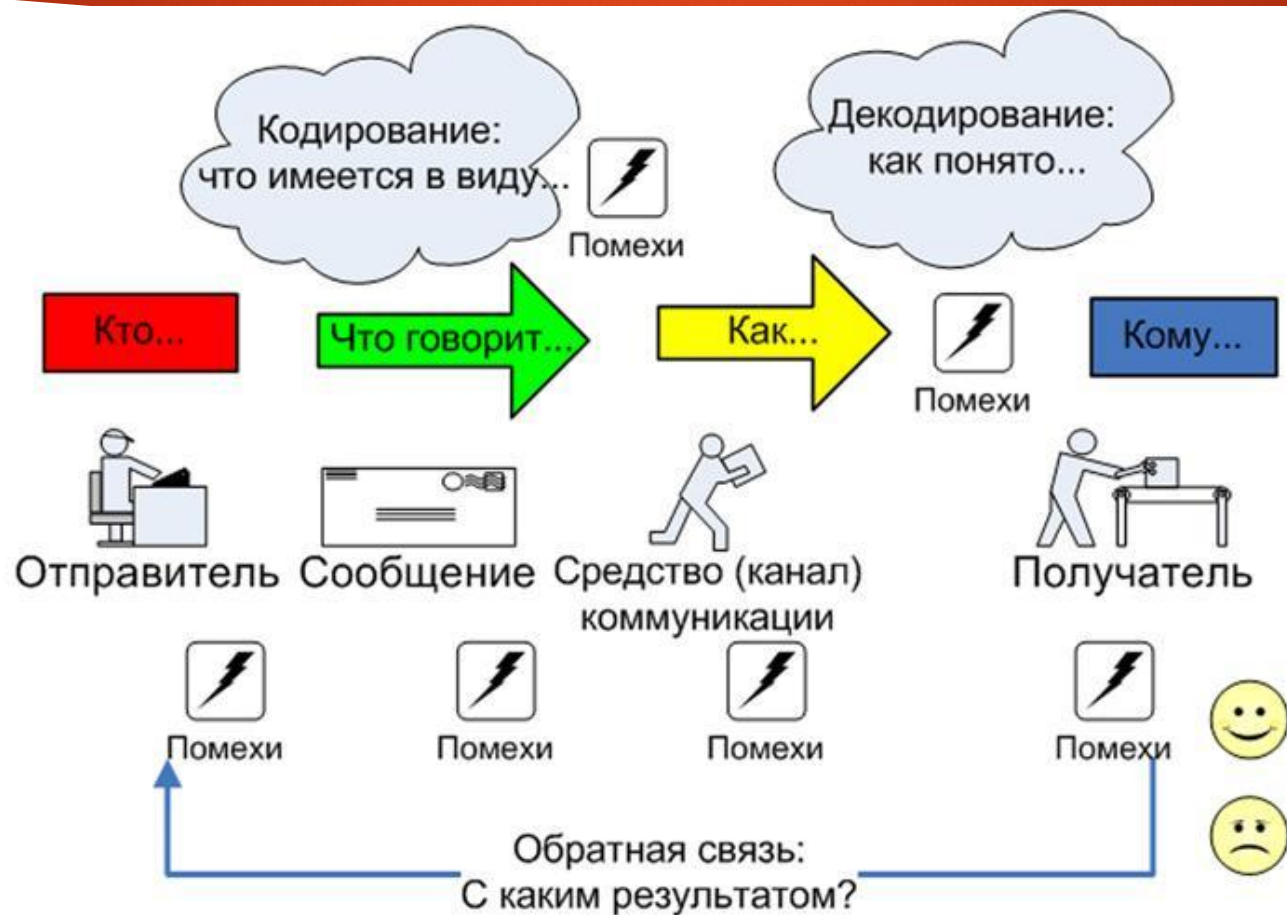 Кодирование:
что имеется в виду...
Декодирование:
как понято...
Помехи
Кто...
Что говорит...
Как...
Помехи
Кому...
Отправитель
Сообщение
Средство (канал)
коммуникации
Получатель
Помехи
Помехи
Помехи
Помехи
Обратная связь:
С каким результатом?